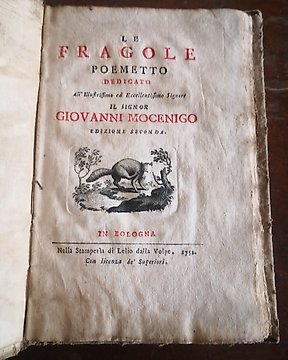 LE
FRAGOLE
POEMETTO
DEDICATO
All' Illustrissimo ed Eccellentissimo Signore
IL SIGNOR
GIOVANNI MOCENIGO
EDIZIONE SECONDA.
IN BOLOGNA
Nella Stamperia di Lelio dalla Volpe. 1752.
Con licenza de' Superiori.